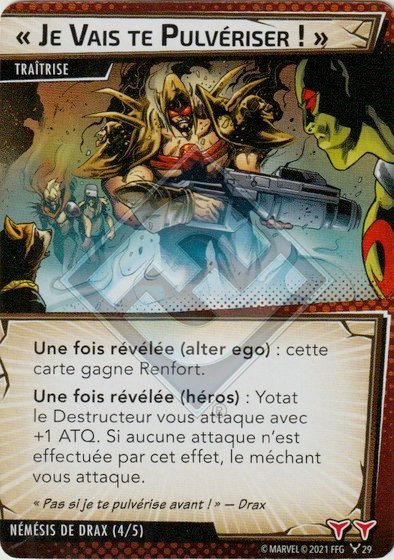 « Je Vais te Pulvériser ! »
TRAÎTRISE
Une fois révélée (alter ego) : cette
carte gagne Renfort.
Une fois révélée (héros) : Yotat
le Destructeur vous attaque avec
+1 ATQ. Si aucune attaque n'est
effectuée par cet effet, le méchant
vous attaque.
« Pas si je te pulvérise avant ! » — Drax
NÉMÉSIS DE DRAX (4/5)
© MARVEL © 2021 FFG 29